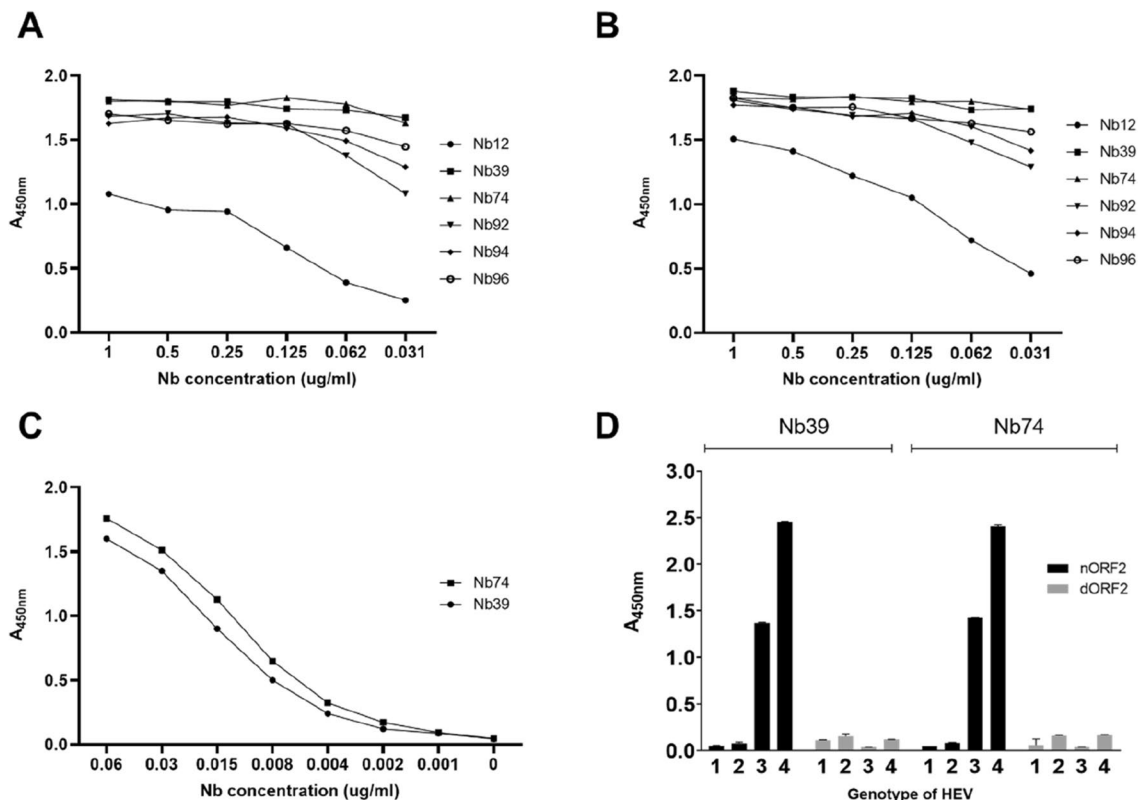 A
2.0
1.5
1.0
0.5
0.0
A450nm
1 0.5 0.25 0.125 0.062 0.031
Nb concentration (ug/ml)
Nb12
Nb39
Nb74
Nb92
Nb94
Nb96
B
2.0
1.5
1.0
0.5
0.0
A450nm
1 0.5 0.25 0.125 0.062 0.031
Nb concentration (ug/ml)
Nb12
Nb39
Nb74
Nb92
Nb94
Nb96
C
2.0
1.5
1.0
0.5
0.0
A450nm
0.06 0.03 0.015 0.008 0.004 0.002 0.001 0
Nb concentration (ug/ml)
Nb74
Nb39
D
Nb39 Nb74
3.0
2.5
2.0
1.5
1.0
0.5
0.0
A450nm
1 2 3 4 1 2 3 4 1 2 3 4 1 2 3 4
Genotype of HEV
nORF2
dORF2